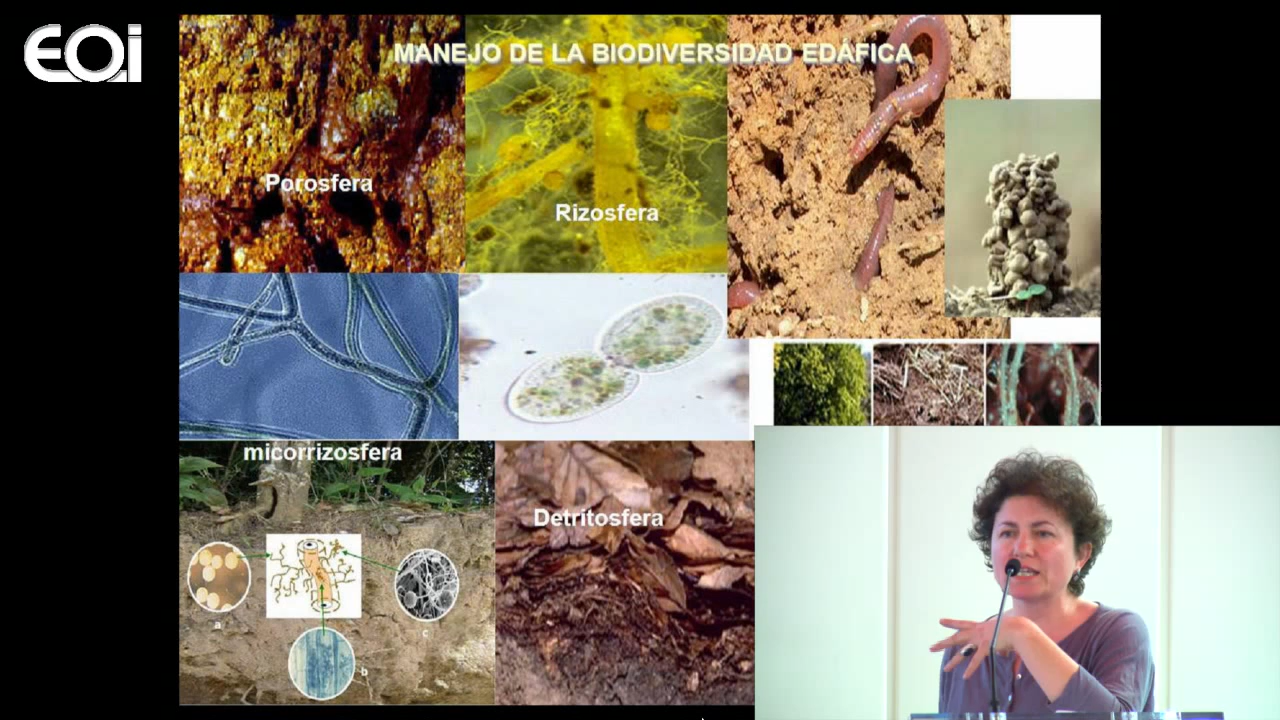 EOi
MANEJO DE LA BIODIVERSIDAD EDÁFICA
Porosfera
Rizosfera
micorrizosfera
Detritosfera
a
c
b